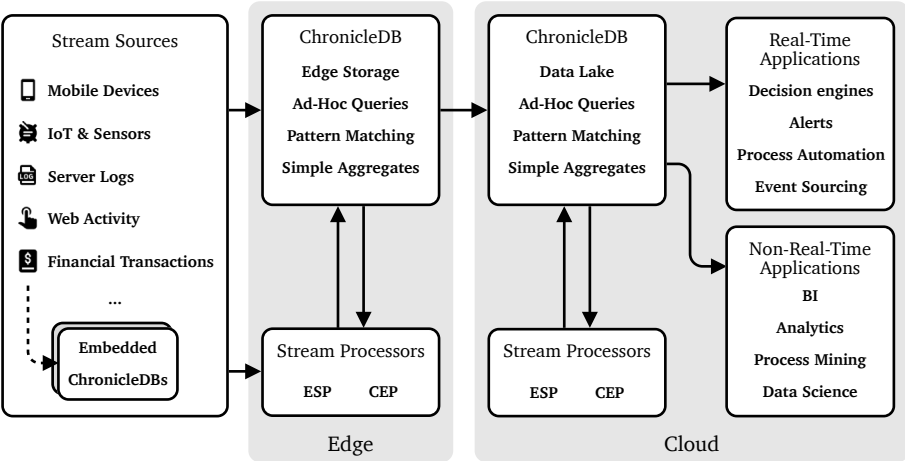 Stream Sources
Mobile Devices
IoT & Sensors
LOG
Server Logs
Web Activity
$
Financial Transactions
...
Embedded
ChronicleDBs
ChronicleDB
Edge Storage
Ad-Hoc Queries
Pattern Matching
Simple Aggregates
Stream Processors
ESP CEP
Edge
ChronicleDB
Data Lake
Ad-Hoc Queries
Pattern Matching
Simple Aggregates
Stream Processors
ESP CEP
Real-Time
Applications
Decision engines
Alerts
Process Automation
Event Sourcing
Non-Real-Time
Applications
BI
Analytics
Process Mining
Data Science
Cloud